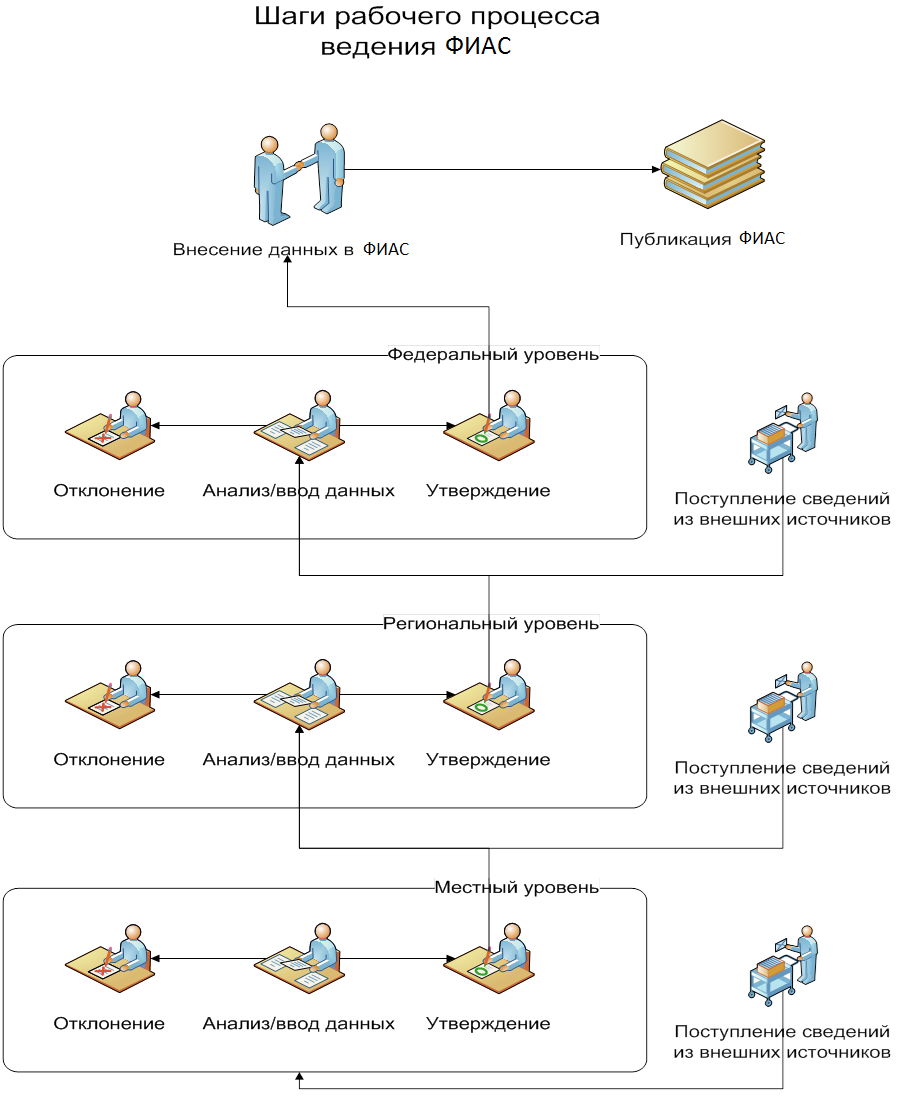 Шаги рабочего процесса
ведения ФИАС
Внесение данных в ФИАС
Публикация ФИАС
Федеральный уровень
Отклонение
Анализ/ввод данных
Утверждение
Поступление сведений
из внешних источников
Региональный уровень
Отклонение
Анализ/ввод данных
Утверждение
Поступление сведений
из внешних источников
Местный уровень
Отклонение
Анализ/ввод данных
Утверждение
Поступление сведений
из внешних источников